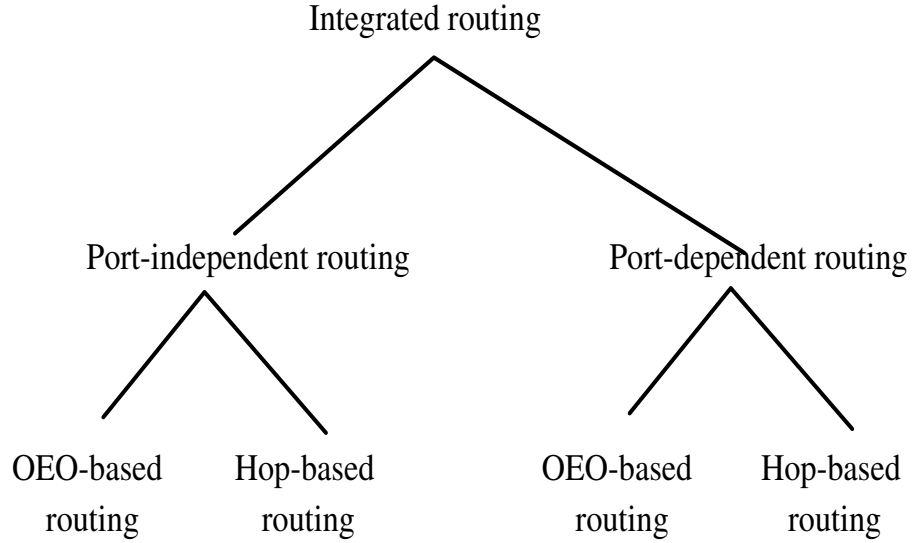 Integrated routing
Port-independent routing
Port-dependent routing
OEO-based
routing
Hop-based
routing
OEO-based
routing
Hop-based
routing